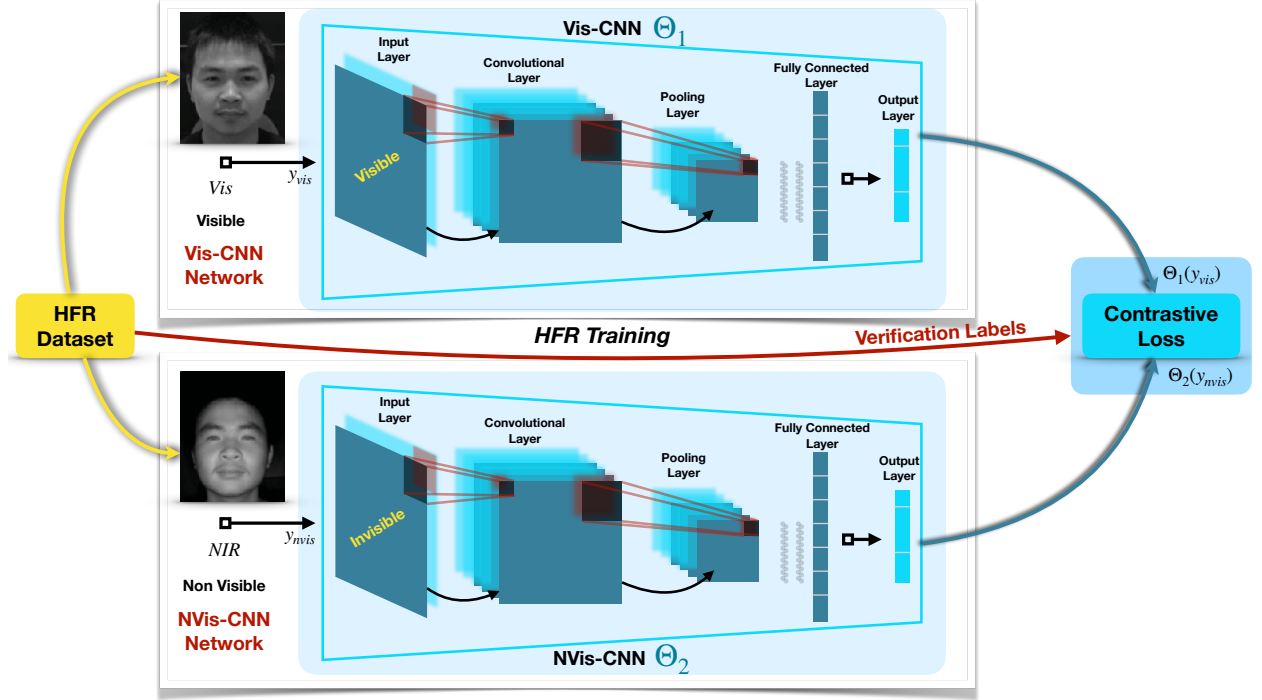 Vis-CNN Θ1
Input
Layer
Convolutional
Layer
Pooling
Layer
Fully Connected
Layer
Output
Layer
Visible
Vis
yvis
Visible
Vis-CNN
Network
HFR
Dataset
HFR Training
Verification Labels
Θ1(yvis)
Contrastive
Loss
Θ2(ynvis)
Input
Layer
Convolutional
Layer
Pooling
Layer
Fully Connected
Layer
Output
Layer
Invisible
NIR
ynvis
Non Visible
NVis-CNN
Network
NVis-CNN Θ2